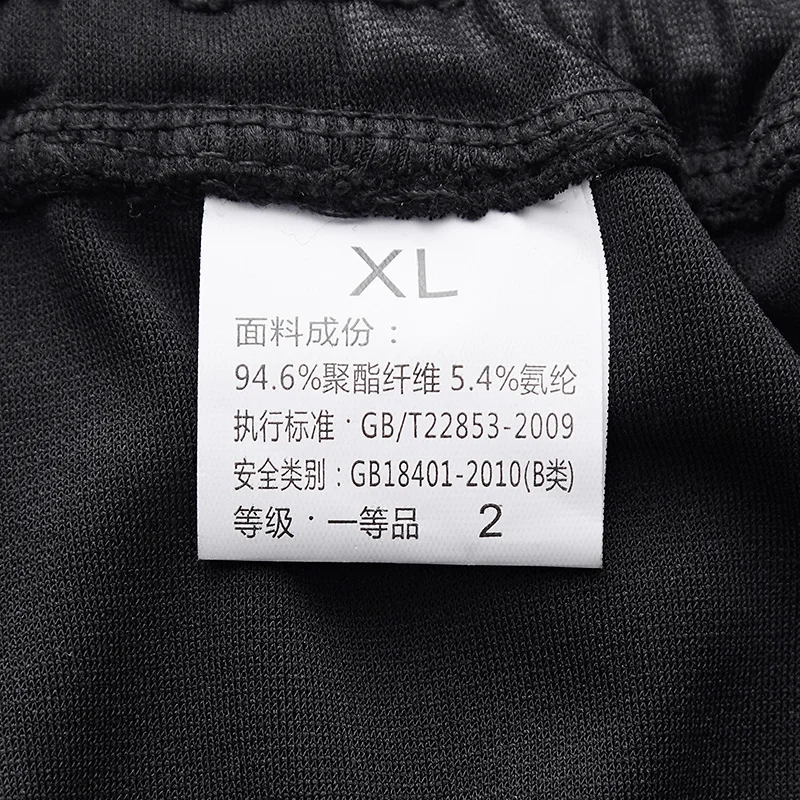 XL
面料成份：
94.6%聚酯纤维 5.4%氨纶
执行标准·GB/T22853-2009
安全类别：GB18401-2010(B类)
等级·一等品 2